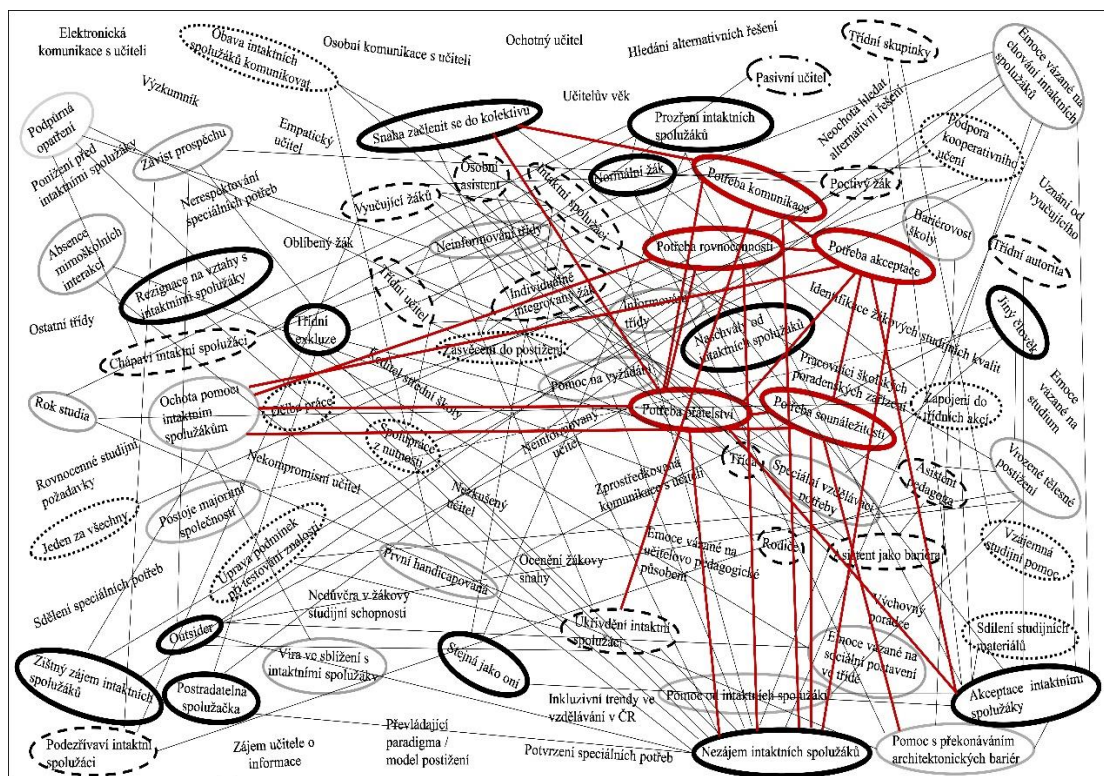 Elektronická
komunikace s učiteli
Obava intaktních
spolužáků komunikovat
Osobní komunikace s učiteli
Ochotný učitel
Hledání alternativních řešení
Třídní skupinky
Emoce vázané na
chování intaktních
spolužáků
Výzkumník
Pasivní učitel
Učitelův věk
Podpůrná
opatření
Snaha začlenit se do kolektivu
Prozření intaktních
spolužáků
Neochota hledat
alternativní řešení
Podpora
kooperativního
učení
Ponížení před
intaktními spolužáky
Závist prospěchu
Empatický
učitel
Osobní
asistent
Intaktní spolužáci
Normální žák
Potřeba komunikace
Poctivý žák
Nerespektování
speciálních potřeb
Vyučující žáků
Uznání od
vyučujícího
Absence
mimoškolních
interakcí
Oblíbený žák
Neinformování třídy
Potřeba rovnocennosti
Potřeba akceptace
Bariérovost
školy
Třídní autorita
Rezignace na vztahy s
intaktními spolužáky
Třídní
učitel
Individuálně
integrovaný žák
Informování
třídy
Identifikace žákových studijních kvalit
Jiný člověk
Ostatní třídy
Třídní
exkluze
Naschvály od
intaktních spolužáků
Chápaví intaktní spolužáci
Zasvěcení do postižení
Ředitel střední školy
Pomoc na vyžádání
Pracovníci školských
poradenských zařízení
Emoce
vázané na
studium
Rok studia
Ochota pomoci
intaktním
spolužákům
Učitelé praxe
Potřeba přátelství
Potřeba sounáležitosti
Zapojení do
třídních akcí
Spolupráce
nutností
Neinformovaný
učitel
Rovnocenné studijní
požadavky
Nekompromisní učitel
Třída
Speciální vzdělávací
potřeby
Asistent
pedagoga
Vrozené tělesné
postižení
Zprostředkovaná
komunikace s učiteli
Nezkušený
učitel
Jeden za všechny
Postoje majoritní
společnosti
Úprava podmínek
při testování znalostí
Rodiče
Asistent jako bariéra
Vzájemná
studijní pomoc
Emoce vázané na
učitelovo pedagogické
působení
Ocenění žákovy
snahy
První handicapovaná
Sdělení speciálních potřeb
Nedůvěra v žákovy
studijní schopnosti
Výchovný
poradce
Outsider
Ukřivdění intaktní
spolužáci
Sdílení studijních
materiálů
Zištný zájem intaktních
spolužáků
Postradatelná
spolužačka
Víra ve sblížení s
intaktními spolužáky
Stejná jako oni
Emoce vázané na
sociální postavení
ve třídě
Inkluzivní trendy ve
vzdělávání v ČR
Pomoc od intaktních spolužáků
Akceptace intaktními
spolužáky
Podezřívaví intaktní
spolužáci
Zájem učitele o
informace
Převládající
paradigma /
model postižení
Potvrzení speciálních potřeb
Nezájem intaktních spolužáků
Pomoc s překonáváním
architektonických bariér